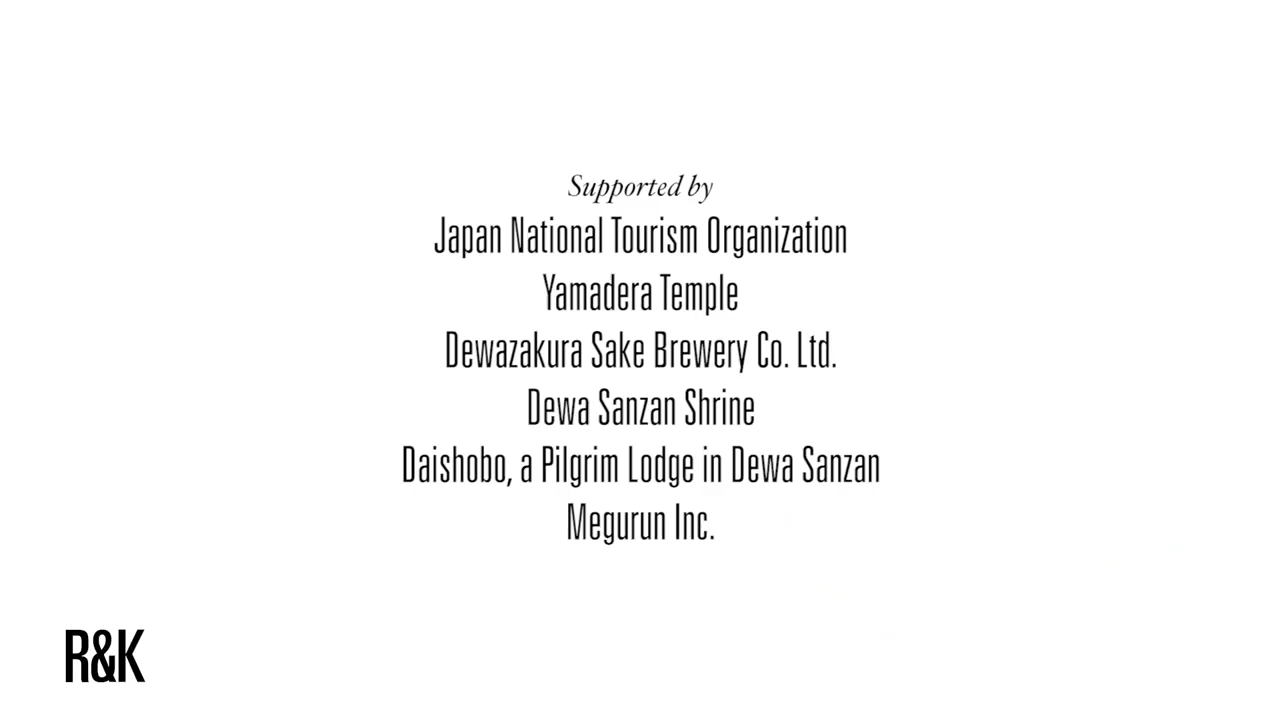 Supported by
Japan National Tourism Organization
Yamadera Temple
Dewazakura Sake Brewery Co. Ltd.
Dewa Sanzan Shrine
Daishobo, a Pilgrim Lodge in Dewa Sanzan
Megurun Inc.
R&K